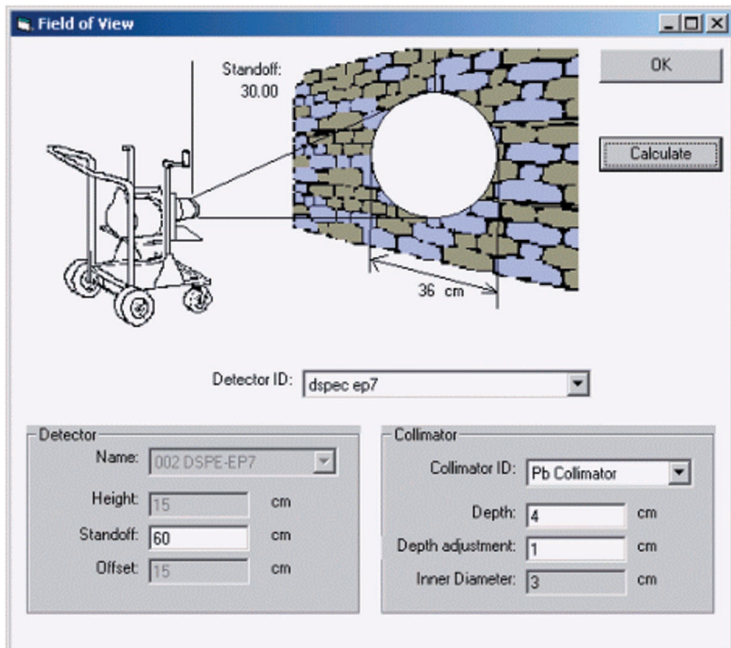 Field of View
Standoff:
30.00
OK
Calculate
36 cm
Detector ID: dspec ep7
Detector
Name: 002 DSPE-EP7
Height: 15 cm
Standoff: 60 cm
Offset: 15 cm
Collimator
Collimator ID: Pb Collimator
Depth: 4 cm
Depth adjustment: 1 cm
Inner Diameter: 3 cm